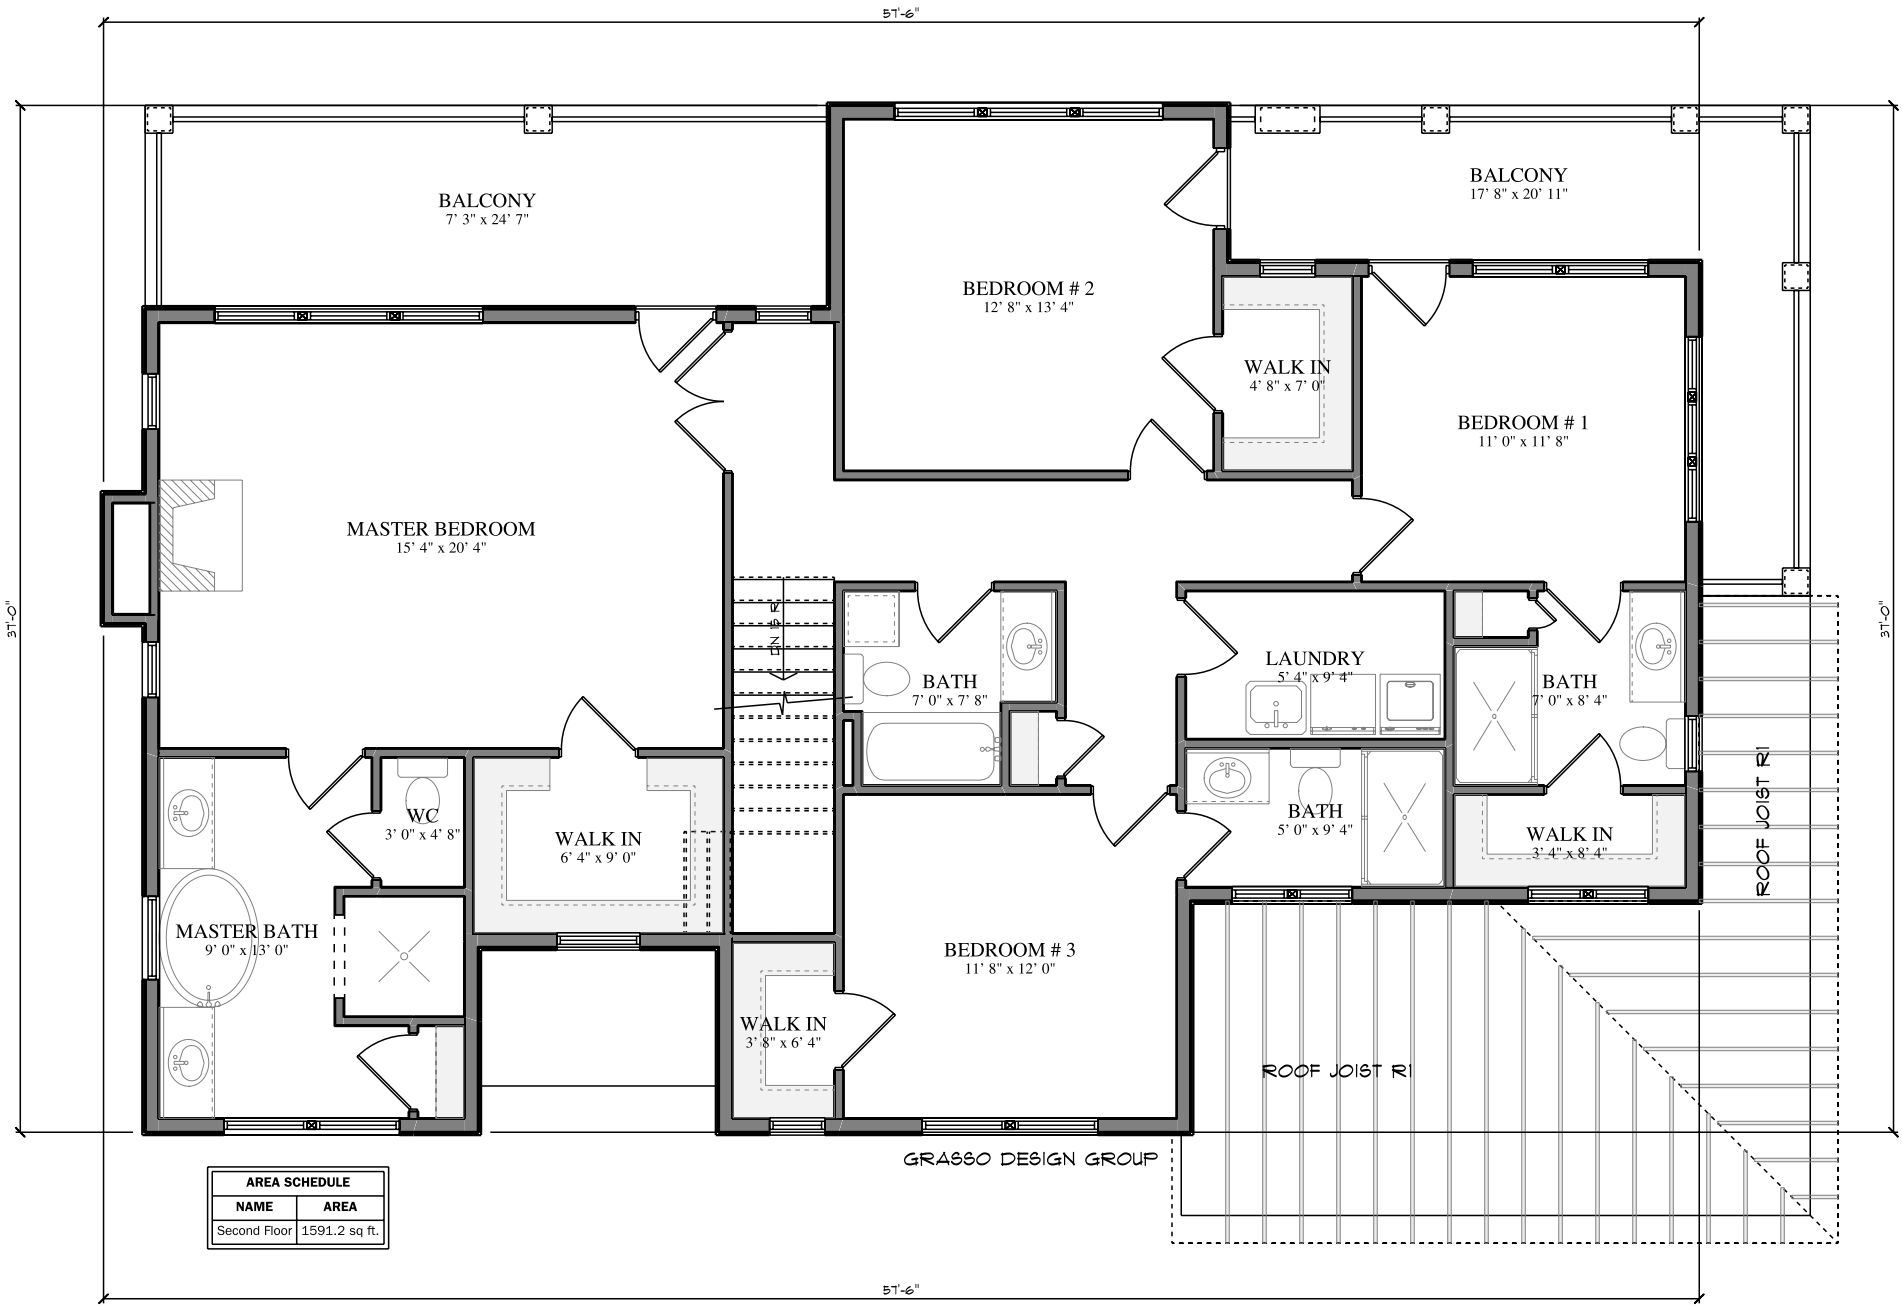 57'-6"
BALCONY
7' 3" x 24' 7"
BALCONY
17' 8" x 20' 11"
BEDROOM # 2
12' 8" x 13' 4"
WALK IN
4' 8" x 7' 0"
BEDROOM # 1
11' 0" x 11' 8"
MASTER BEDROOM
15' 4" x 20' 4"
37'-0"
37'-0"
DN 15 R
LAUNDRY
5' 4" x 9' 4"
BATH
7' 0" x 7' 8"
BATH
7' 0" x 8' 4"
ROOF JOIST R1
WC
3' 0" x 4' 8"
WALK IN
6' 4" x 9' 0"
BATH
5' 0" x 9' 4"
WALK IN
3' 4" x 8' 4"
MASTER BATH
9' 0" x 13' 0"
BEDROOM # 3
11' 8" x 12' 0"
WALK IN
3' 8" x 6' 4"
ROOF JOIST R1
GRASSO DESIGN GROUP
AREA SCHEDULE
NAME AREA
Second Floor 1591.2 sq ft.
57'-6"